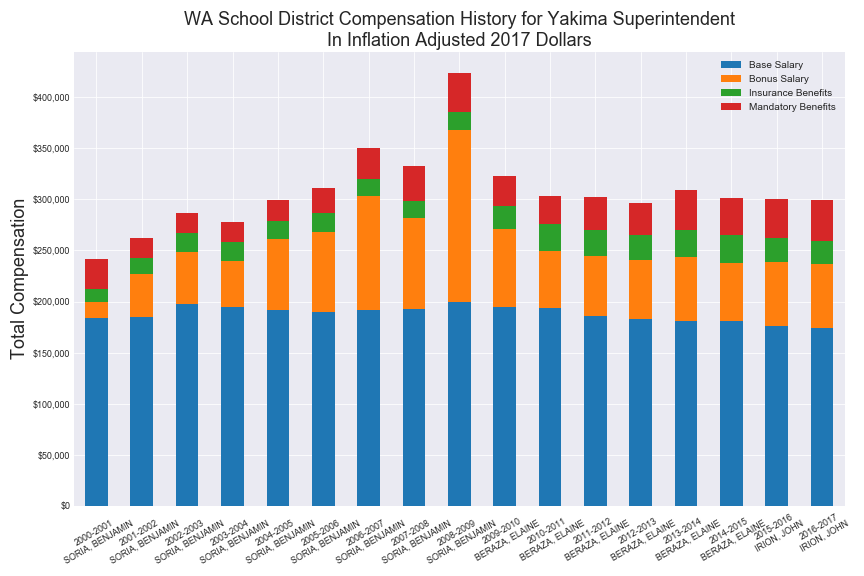 WA School District Compensation History for Yakima Superintendent
In Inflation Adjusted 2017 Dollars
Base Salary
Bonus Salary
Insurance Benefits
Mandatory Benefits
Total Compensation
$400,000
$350,000
$300,000
$250,000
$200,000
$150,000
$100,000
$50,000
$0
2000-2001
SORIA, BENJAMIN
2001-2002
SORIA, BENJAMIN
2002-2003
SORIA, BENJAMIN
2003-2004
SORIA, BENJAMIN
2004-2005
SORIA, BENJAMIN
2005-2006
SORIA, BENJAMIN
2006-2007
SORIA, BENJAMIN
2007-2008
SORIA, BENJAMIN
2008-2009
SORIA, BENJAMIN
2009-2010
BERAZA, ELAINE
2010-2011
BERAZA, ELAINE
2011-2012
BERAZA, ELAINE
2012-2013
BERAZA, ELAINE
2013-2014
BERAZA, ELAINE
2014-2015
BERAZA, ELAINE
2015-2016
IRION, JOHN
2016-2017
IRION, JOHN